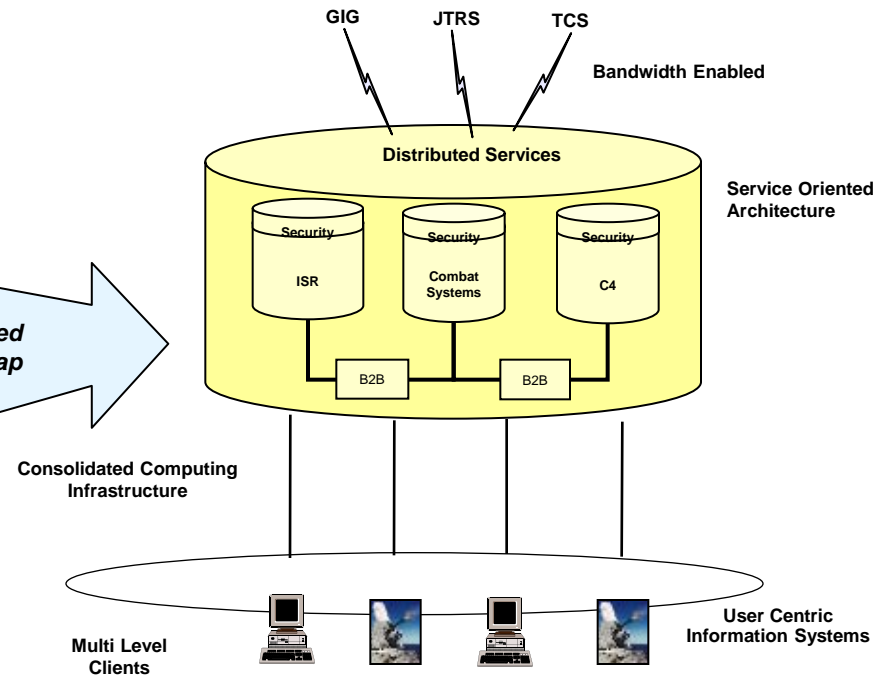 GIG
JTRS
TCS
Bandwidth Enabled
Distributed Services
Service Oriented
Architecture
Security
ISR
Security
Combat
Systems
Security
C4
B2B
B2B
Consolidated Computing
Infrastructure
Multi Level
Clients
User Centric
Information Systems